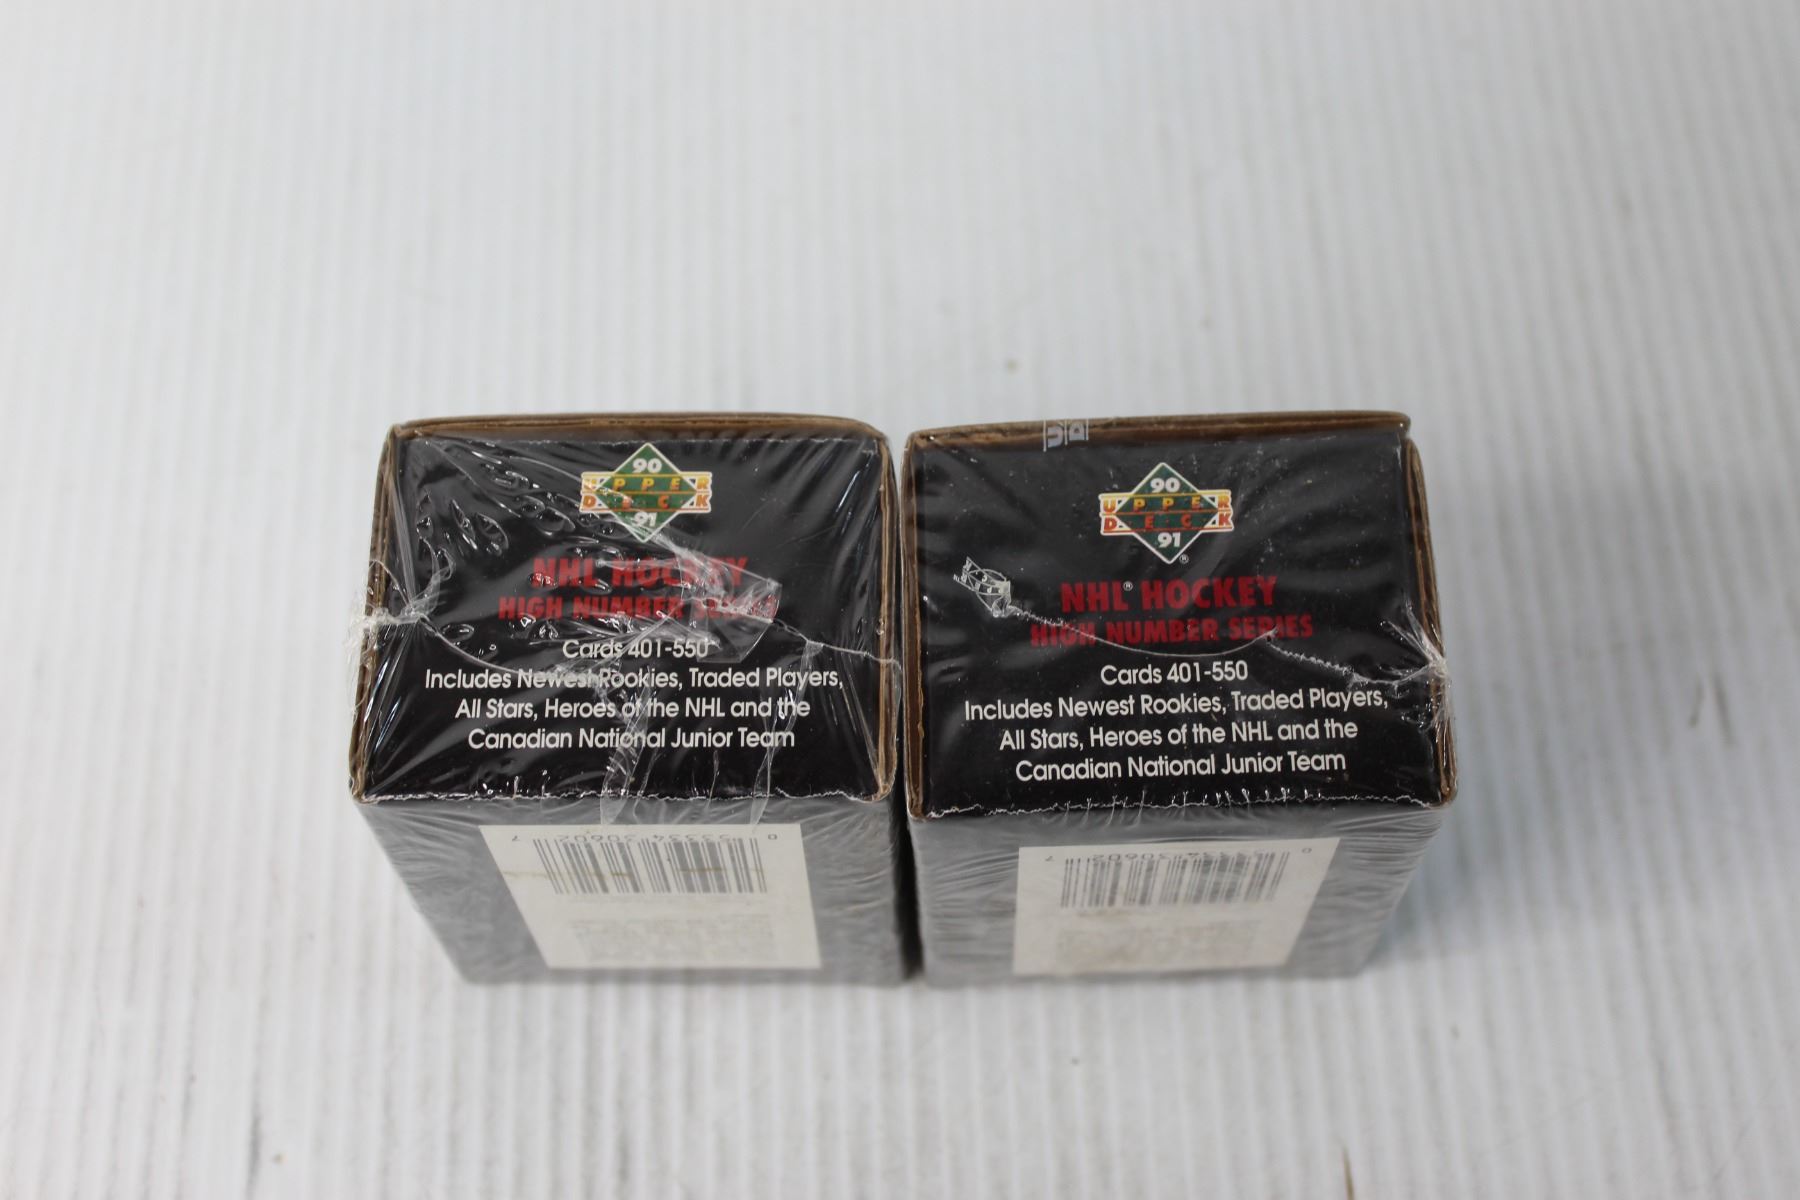 90
UPPER
DECK
91
NHL HOCKEY
HIGH NUMBER SERIES
Cards 401-550
Includes Newest Rookies, Traded Players,
All Stars, Heroes of the NHL and the
Canadian National Junior Team
90
UPPER
DECK
91®
NHL® HOCKEY
HIGH NUMBER SERIES
Cards 401-550
Includes Newest Rookies, Traded Players,
All Stars, Heroes of the NHL and the
Canadian National Junior Team
UD